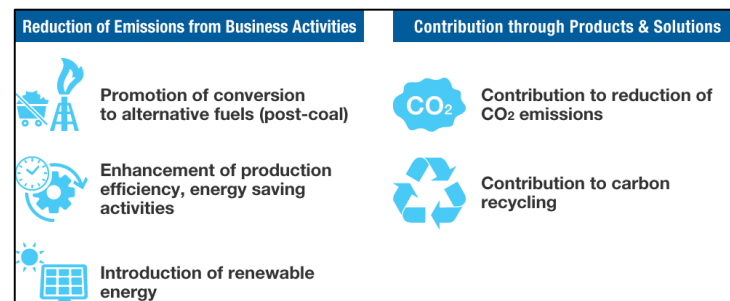 Reduction of Emissions from Business Activities
Promotion of conversion
to alternative fuels (post-coal)
Enhancement of production
efficiency, energy saving
activities
Introduction of renewable
energy
Contribution through Products & Solutions
CO₂
Contribution to reduction of
CO₂ emissions
Contribution to carbon
recycling